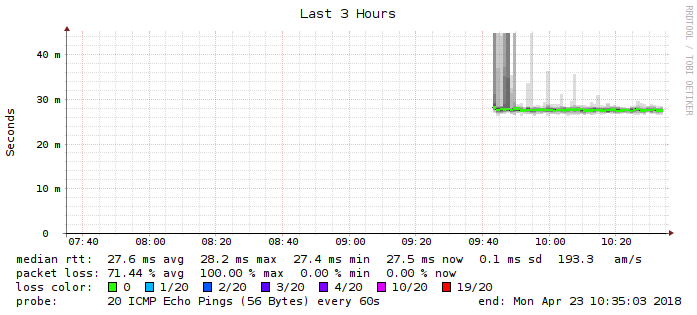 Last 3 Hours
RRDTOOL / TOBI OETIKER
Seconds
40 m
30 m
20 m
10 m
0
07:40 08:00 08:20 08:40 09:00 09:20 09:40 10:00 10:20
median rtt: 27.6 ms avg 28.2 ms max 27.4 ms min 27.5 ms now 0.1 ms sd 193.3 am/s
packet loss: 71.44 % avg 100.00 % max 0.00 % min 0.00 % now
loss color: 0 1/20 2/20 3/20 4/20 10/20 19/20
probe: 20 ICMP Echo Pings (56 Bytes) every 60s end: Mon Apr 23 10:35:03 2018